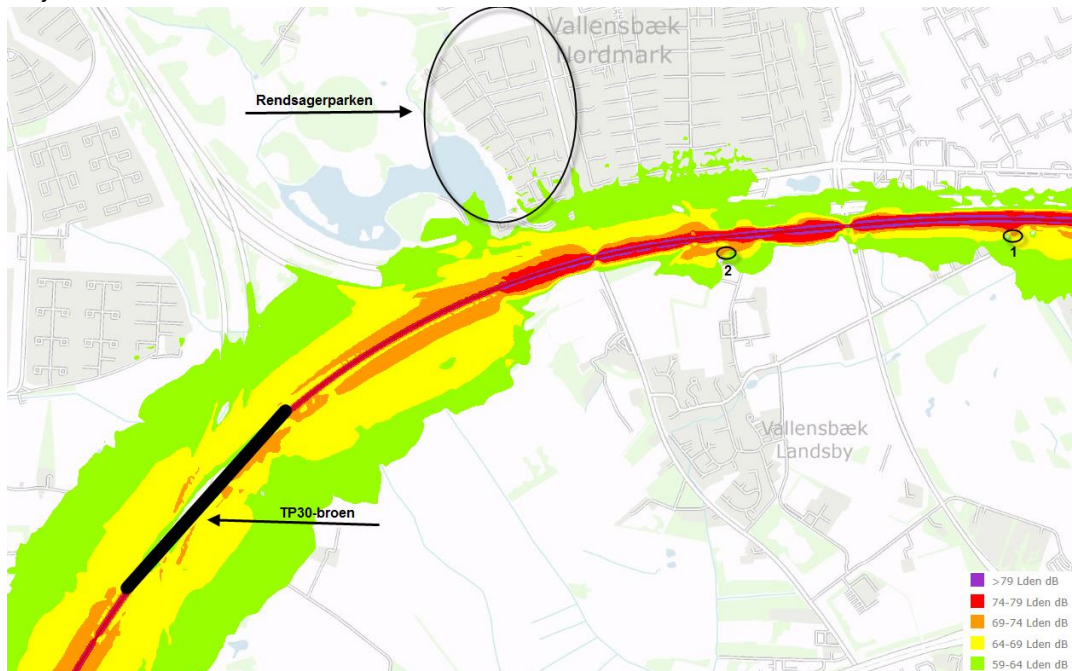 Vallensbæk
Nordmark
Rendsagerparken
1
2
Vallensbæk
Landsby
TP30-broen
>79 Lden dB
74-79 Lden dB
69-74 Lden dB
64-69 Lden dB
59-64 Lden dB